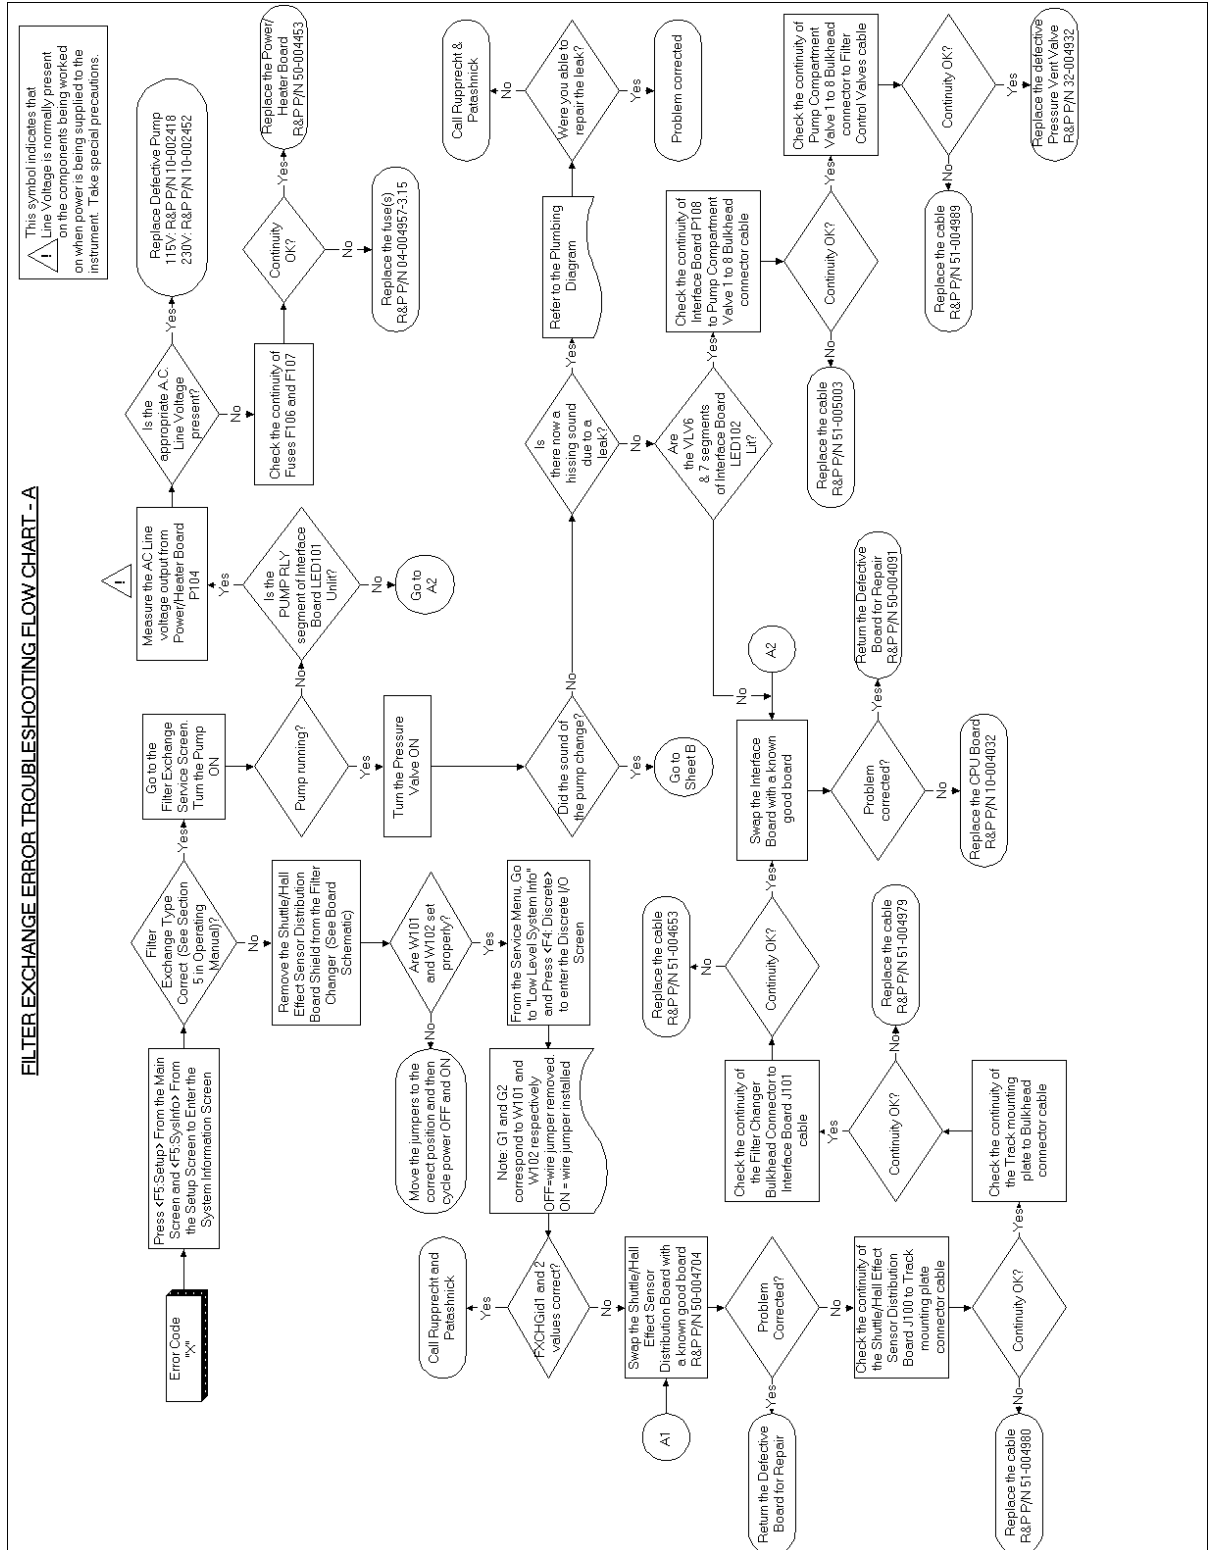 FILTER EXCHANGE ERROR TROUBLESHOOTING FLOW CHART - A
Error Code
"X"
Press <F5:Setup> From the Main
Screen and <F5:SysInfo> From
the Setup Screen to Enter the
System Information Screen
Filter
Exchange Type
Correct (See Section
5 in Operating
Manual)?
Yes
No
Go to the
Filter Exchange
Service Screen.
Turn the Pump
ON
Pump running?
No
Yes
Is the
PUMP RLY
segment of Interface
Board LED101
Unlit?
Yes
No
Go to
A2
!
Measure the AC Line
voltage output from
Power/Heater Board
P104
Is the
appropriate A.C.
Line Voltage
present?
Yes
No
Replace Defective Pump
115V: R&P P/N 10-002418
230V: R&P P/N 10-002452
Check the continuity of
Fuses F106 and F107
Continuity
OK?
Yes
No
Replace the Power/
Heater Board
R&P P/N 50-004453
Replace the fuse(s)
R&P P/N 04-004957-3.15
!
This symbol indicates that
Line Voltage is normally present
on the components being worked
on when power is being supplied to the
instrument. Take special precautions.
Remove the Shuttle/Hall
Effect Sensor Distribution
Board Shield from the Filter
Changer (See Board
Schematic)
Are W101
and W102 set
properly?
No
Yes
Move the jumpers to the
correct position and then
cycle power OFF and ON
From the Service Menu, Go
to "Low Level System Info"
and Press <F4: Discrete>
to enter the Discrete I/O
Screen
Note: G1 and G2
correspond to W101 and
W102 respectively
OFF=wire jumper removed.
ON = wire jumper installed
FXCHGid1 and 2
values correct?
Yes
No
Call Rupprecht and
Patashnick
A1
Swap the Shuttle/Hall
Effect Sensor
Distribution Board with
a known good board
R&P P/N 50-004704
Problem
Corrected?
Yes
No
Return the Defective
Board for Repair
Check the continuity of
the Shuttle/Hall Effect
Sensor Distribution
Board J100 to Track
mounting plate
connector cable
Continuity OK?
No
Yes
Replace the cable
R&P P/N 51-004980
Check the continuity of
the Track mounting
plate to Bulkhead
connector cable
Continuity OK?
No
Yes
Replace the cable
R&P P/N 51-004979
Check the continuity of
the Filter Changer
Bulkhead Connector to
Interface Board J101
cable
Continuity OK?
No
Yes
Replace the cable
R&P P/N 51-004653
Swap the Interface
Board with a known
good board
A2
Problem
corrected?
Yes
No
Return the Defective
Board for Repair
R&P P/N 50-004091
Replace the CPU Board
R&P P/N 10-004032
Turn the Pressure
Valve ON
Did the sound of
the pump change?
No
Yes
Go to
Sheet B
Is
there now a
hissing sound
due to a
leak?
Yes
No
Refer to the Plumbing
Diagram
Were you able to
repair the leak?
No
Yes
Call Rupprecht &
Patashnick
Problem corrected
Are
the VLV6
& 7 segments
of Interface Board
LED102
Lit?
Yes
No
Check the continuity of
Interface Board P108
to Pump Compartment
Valve 1 to 8 Bulkhead
connector cable
Continuity OK?
No
Yes
Replace the cable
R&P P/N 51-005003
Check the continuity of
Pump Compartment
Valve 1 to 8 Bulkhead
connector to Filter
Control Valves cable
Continuity OK?
No
Yes
Replace the cable
R&P P/N 51-004989
Replace the defective
Pressure Vent Valve
R&P P/N 32-004932